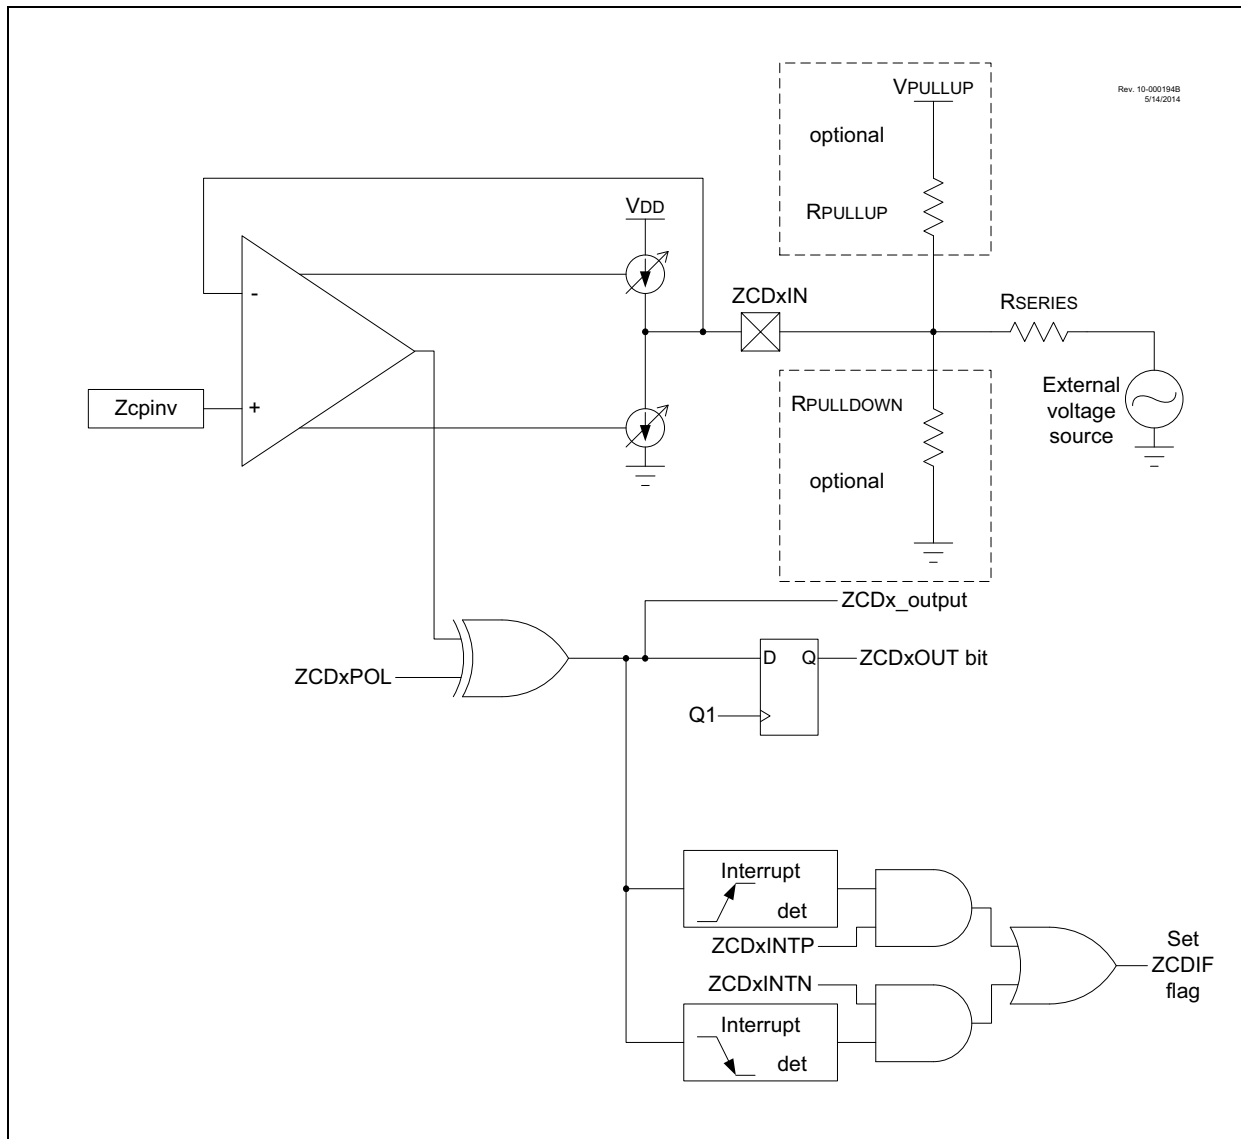 VPULLUP
Rev. 10-000194B
5/14/2014
optional
RPULLUP
VDD
-
ZCDxIN
RSERIES
Zcpinv
+
RPULLDOWN
External
voltage
source
optional
ZCDx_output
ZCDxPOL
D Q
ZCDxOUT bit
Q1
Interrupt
det
ZCDxINTP
Set
ZCDIF
flag
ZCDxINTN
Interrupt
det